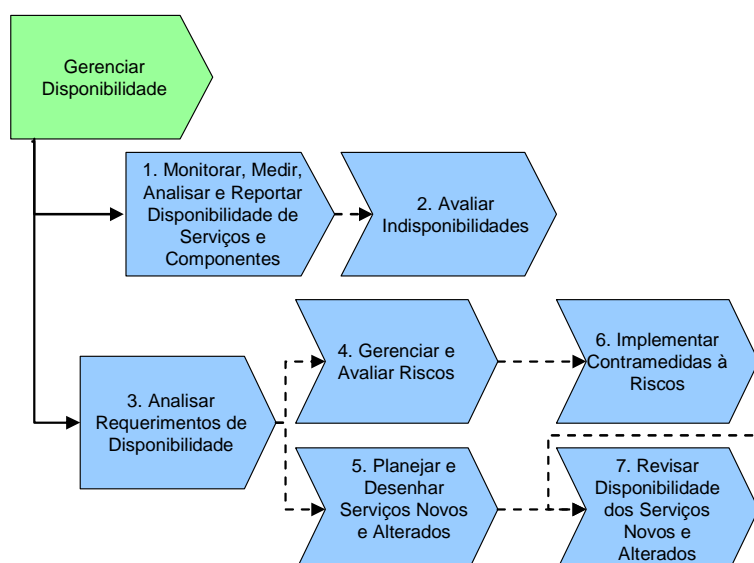 Gerenciar
Disponibilidade
1. Monitorar, Medir,
Analisar e Reportar
Disponibilidade de
Serviços e
Componentes
2. Avaliar
Indisponibilidades
3. Analisar
Requerimentos de
Disponibilidade
4. Gerenciar e
Avaliar Riscos
6. Implementar
Contramedidas à
Riscos
5. Planejar e
Desenhar
Serviços Novos
e Alterados
7. Revisar
Disponibilidade
dos Serviços
Novos e
Alterados